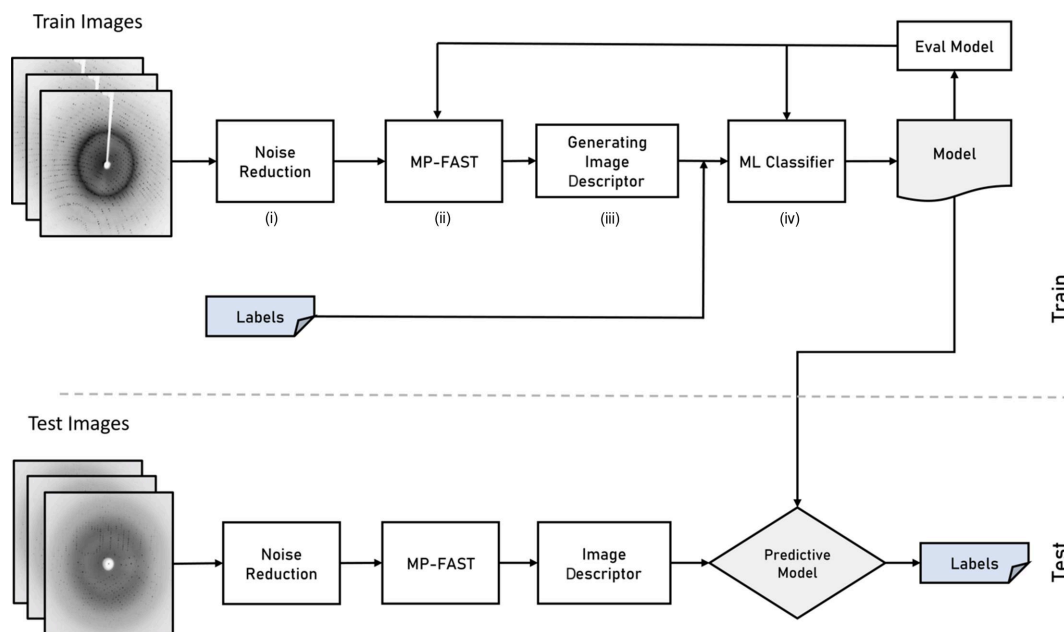 Train Images
Eval Model
Noise
Reduction
MP-FAST
Generating
Image
Descriptor
ML Classifier
Model
(i)
(ii)
(iii)
(iv)
Labels
Train
Test Images
Noise
Reduction
MP-FAST
Image
Descriptor
Predictive
Model
Labels
Test